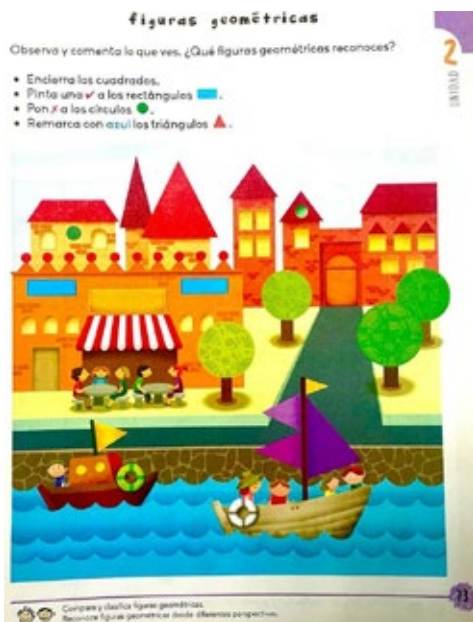 figuras geométricas
Observa y comenta lo que ves. ¿Qué figuras geométricas reconoces?
2
UNIDAD
• Encierra los cuadrados.
• Pinta una ✔ a los rectángulos.
• Pon ✗ a los círculos.
• Remarca con azul los triángulos.
Compara y clasifica figuras geométricas.
Reconoce figuras geométricas desde diferentes perspectivas.
23